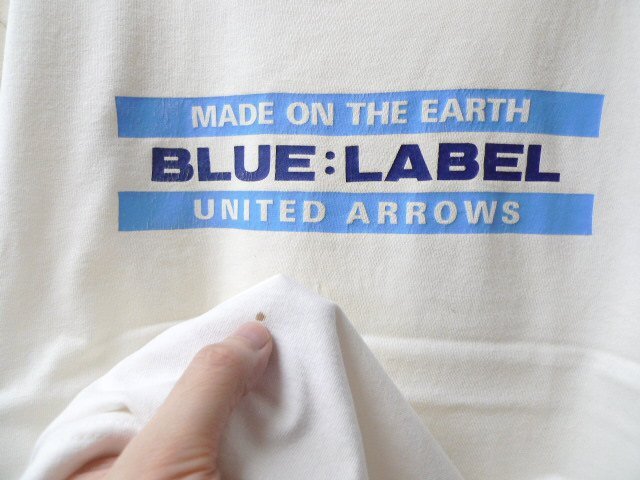 MADE ON THE EARTH
BLUE:LABEL
UNITED ARROWS